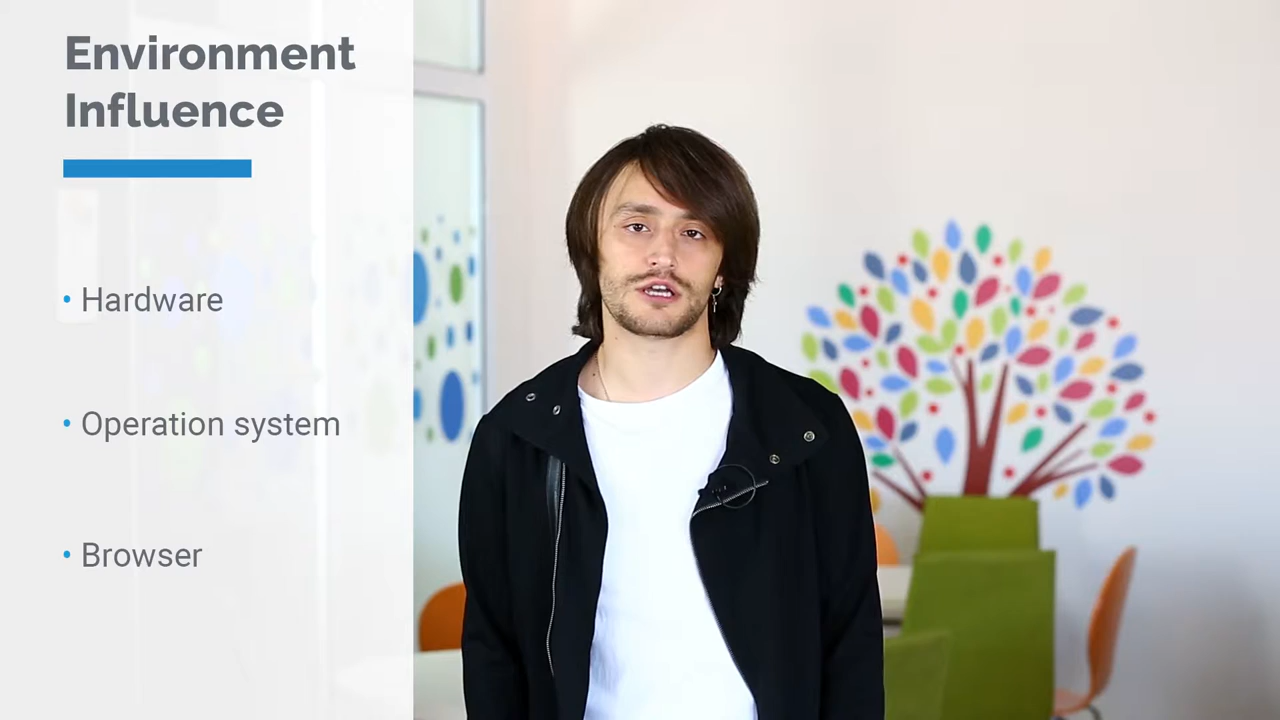 Environment
Influence
• Hardware
• Operation system
• Browser